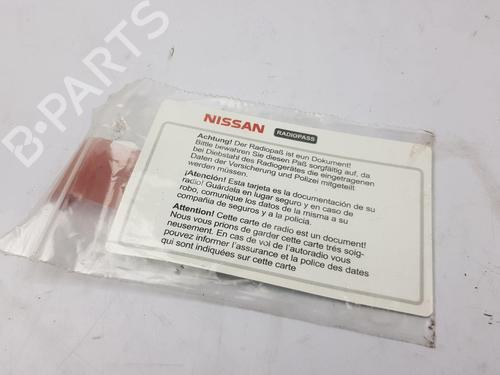 B-PARTS
NISSAN RADIOPASS
Achtung! Der Radiopaß ist eun Dokument!
Bittle bewahren Sie diesen Paß sorgfältig auf, da
bei Diebstahl des Radiogerätes die eingetragenen
Daten der Versicherung und Polizei mitgeteilt
werden müssen.
¡Atención! Esta tarjeta es la documentación de su
radio! Guárdela en lugar seguro y en caso de
robo, comunique los datos de la misma a su
compañia de seguros y a la policiá.
Attention! Cette carte de radio est un document!
Nous vous prions de garder cette carte trés soig-
neusement. En cas de vol de l'autoradio vous
pouvez informer l'assurance et la police des dates
qui sont indiquées sur cette carte